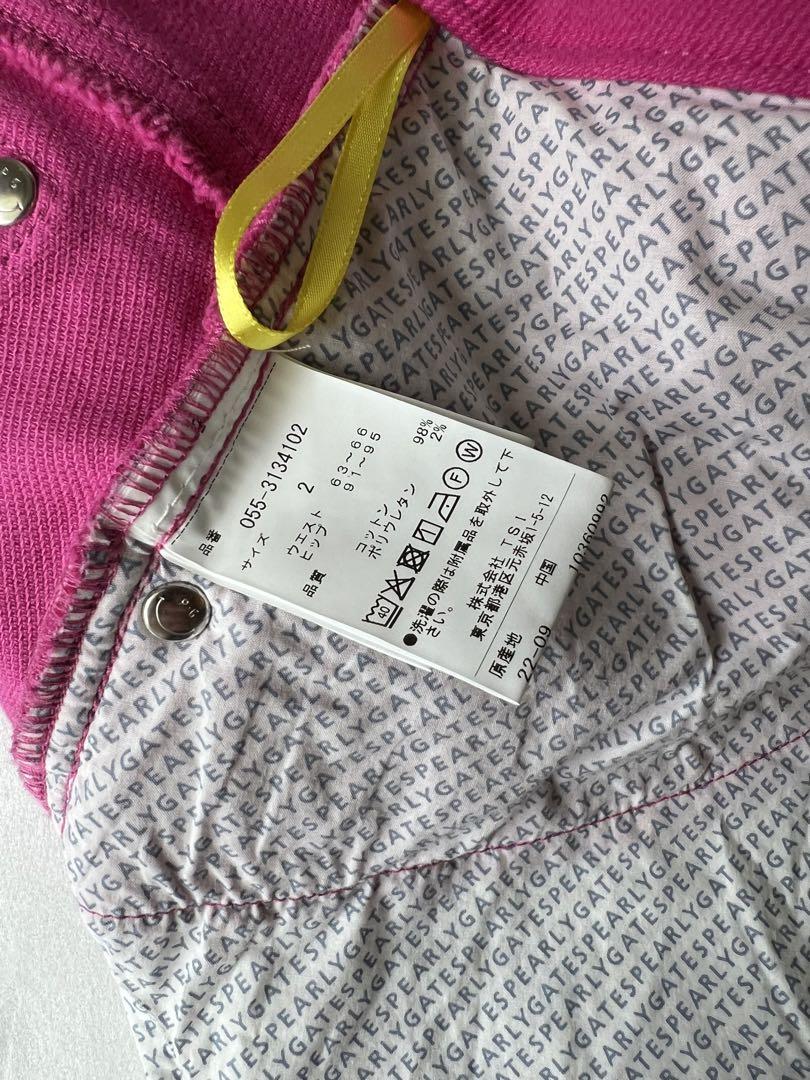 品番 055-3134102
サイズ 2
ウエスト 63～66
ヒップ 91～95
品質
コットン 98%
ポリウレタン 2%
40 F W
●洗濯の際は附属品を取外して下
さい。
株式会社 TSI
東京都港区元赤坂1-5-12
原産地 中国
22-09
PEARLYGATESPEARLYGATESPEARLYGATES